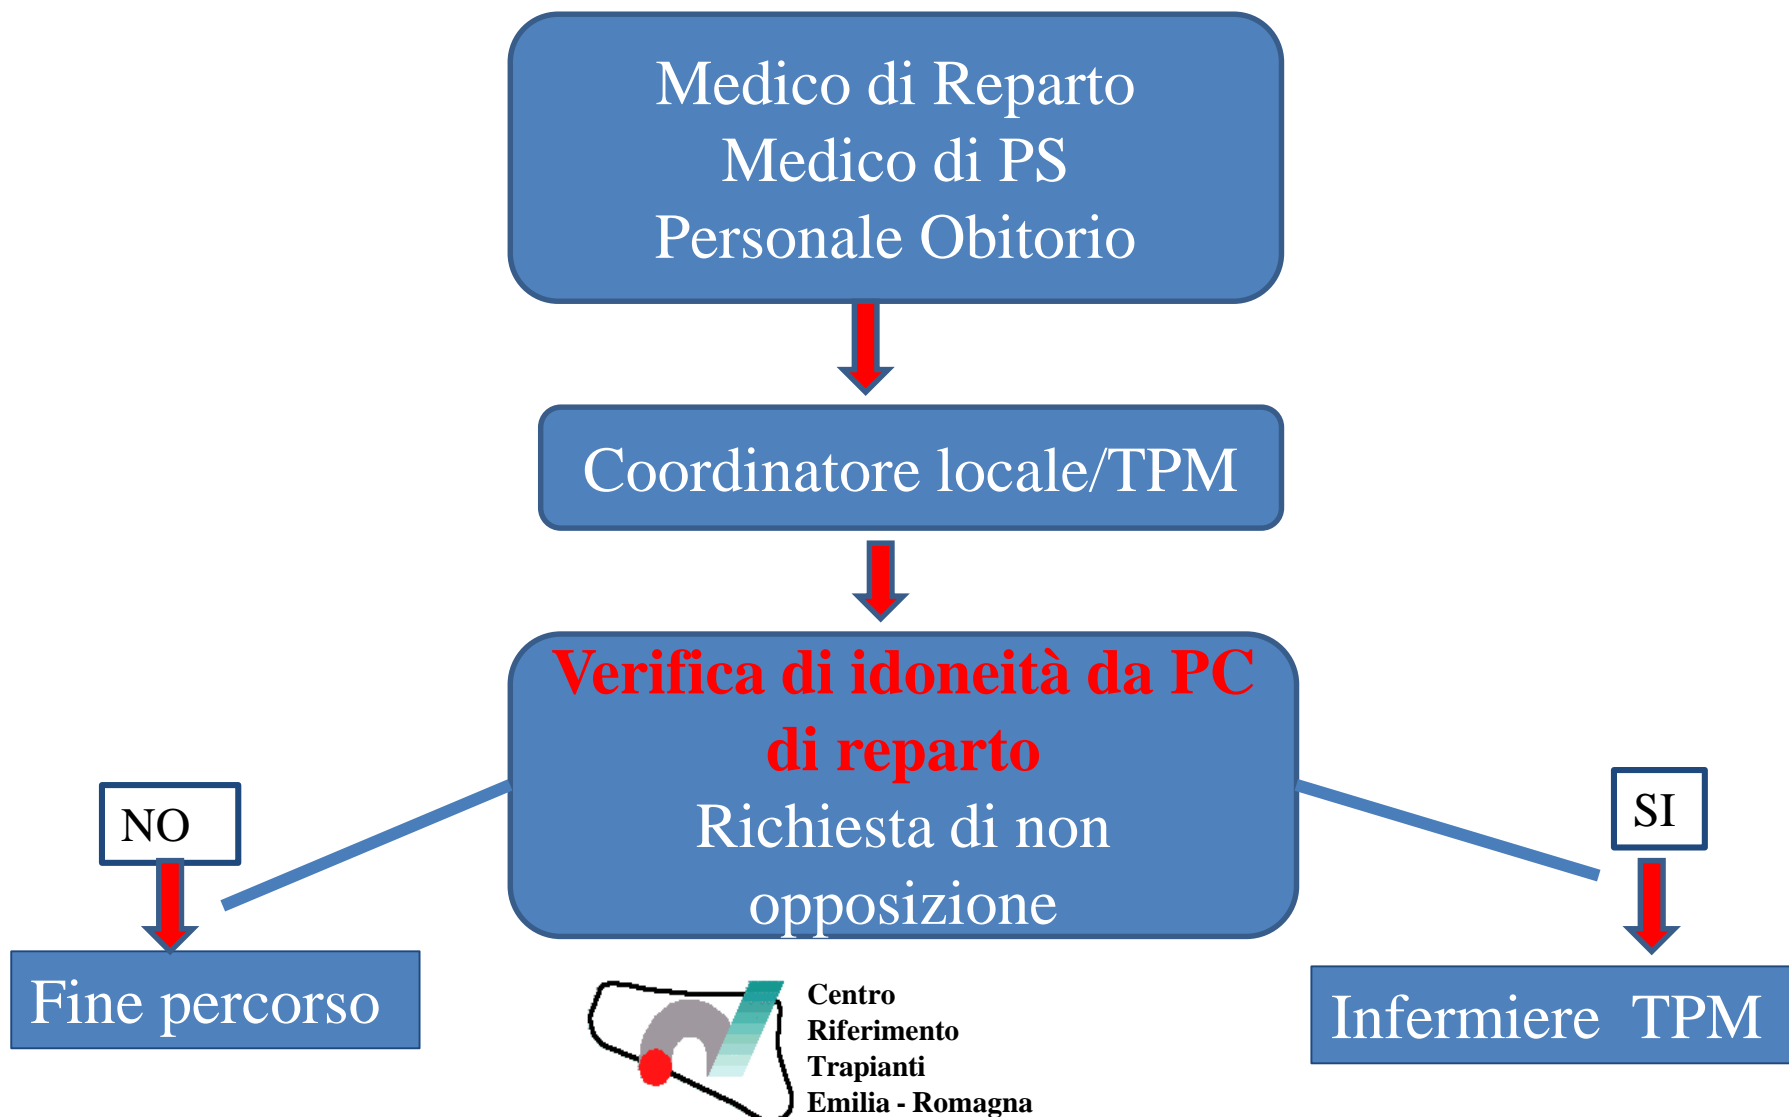 Medico di Reparto
Medico di PS
Personale Obitorio
Coordinatore locale/TPM
Verifica di idoneità da PC
di reparto
Richiesta di non
opposizione
NO
SI
Fine percorso
Infermiere TPM
Centro
Riferimento
Trapianti
Emilia - Romagna